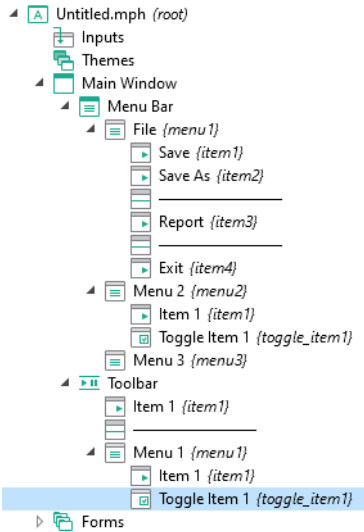 Untitled.mph (root)
Inputs
Themes
Main Window
Menu Bar
File {menu1}
Save {item1}
Save As {item2}
Report {item3}
Exit {item4}
Menu 2 {menu2}
Item 1 {item1}
Toggle Item 1 {toggle_item1}
Menu 3 {menu3}
Toolbar
Item 1 {item1}
Menu 1 {menu1}
Item 1 {item1}
Toggle Item 1 {toggle_item1}
Forms